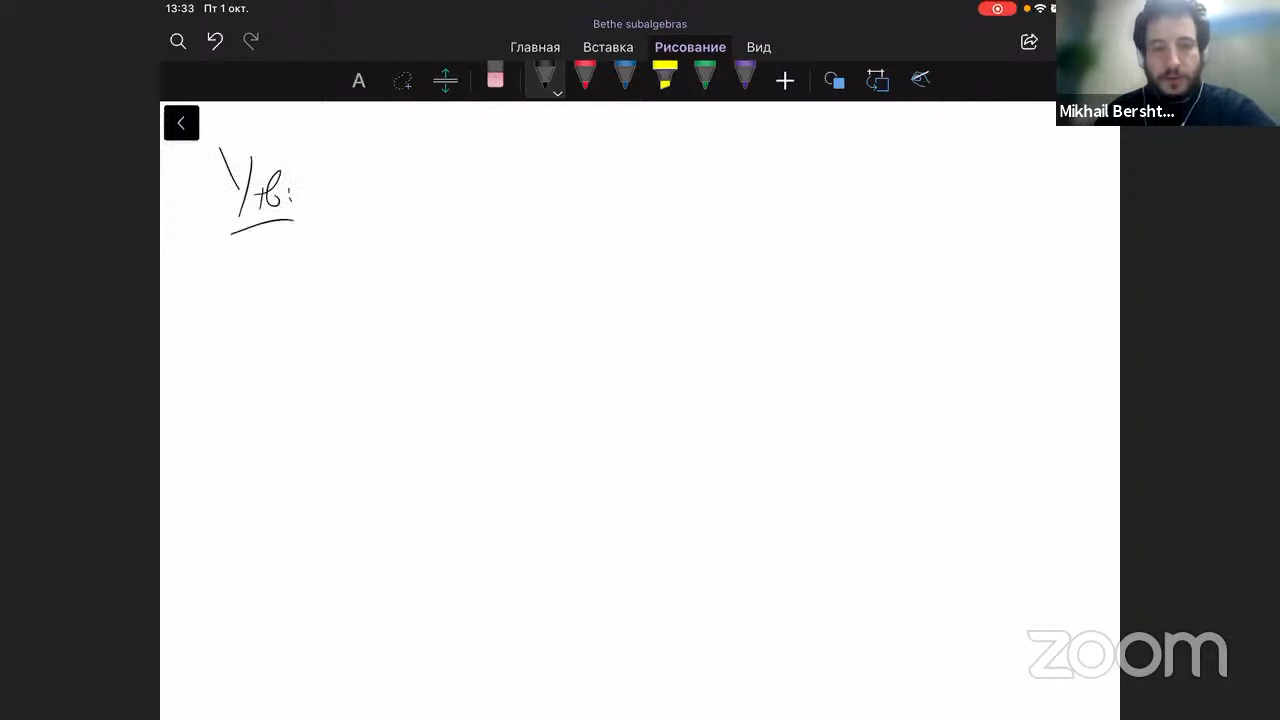 13:33 Пт 1 окт.
Bethe subalgebras
Главная Вставка Рисование Вид
A
Mikhail Bersht...
Утв:
zoom